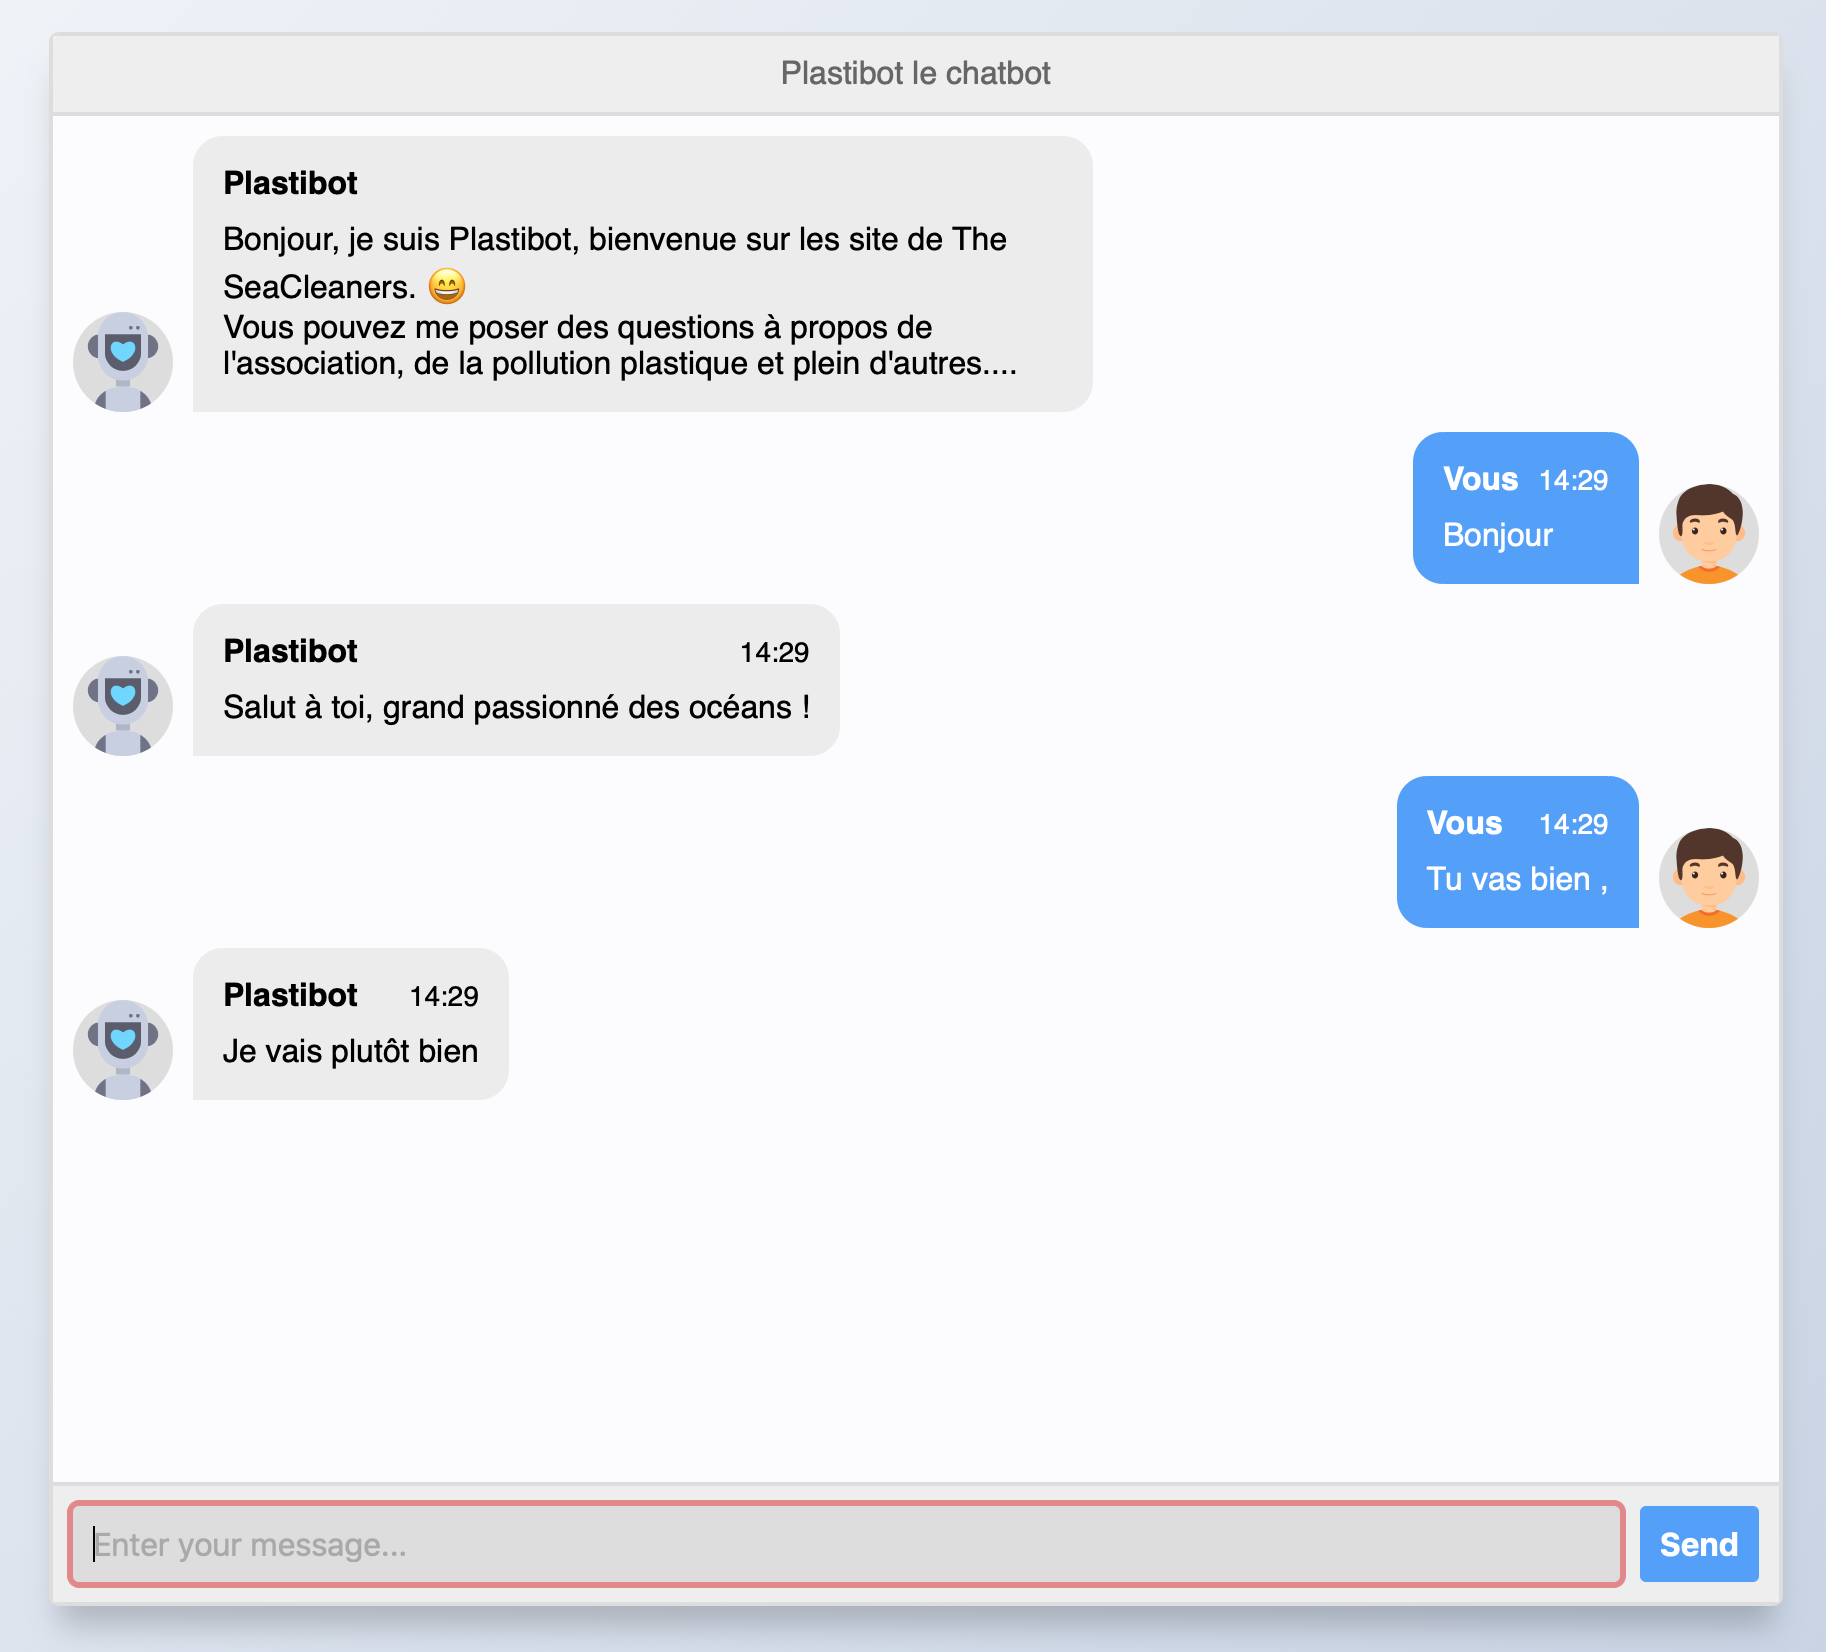 Plastibot le chatbot
Plastibot
Bonjour, je suis Plastibot, bienvenue sur les site de The
SeaCleaners. 😄
Vous pouvez me poser des questions à propos de
l'association, de la pollution plastique et plein d'autres....
Vous 14:29
Bonjour
Plastibot 14:29
Salut à toi, grand passionné des océans !
Vous 14:29
Tu vas bien ,
Plastibot 14:29
Je vais plutôt bien
Enter your message...
Send